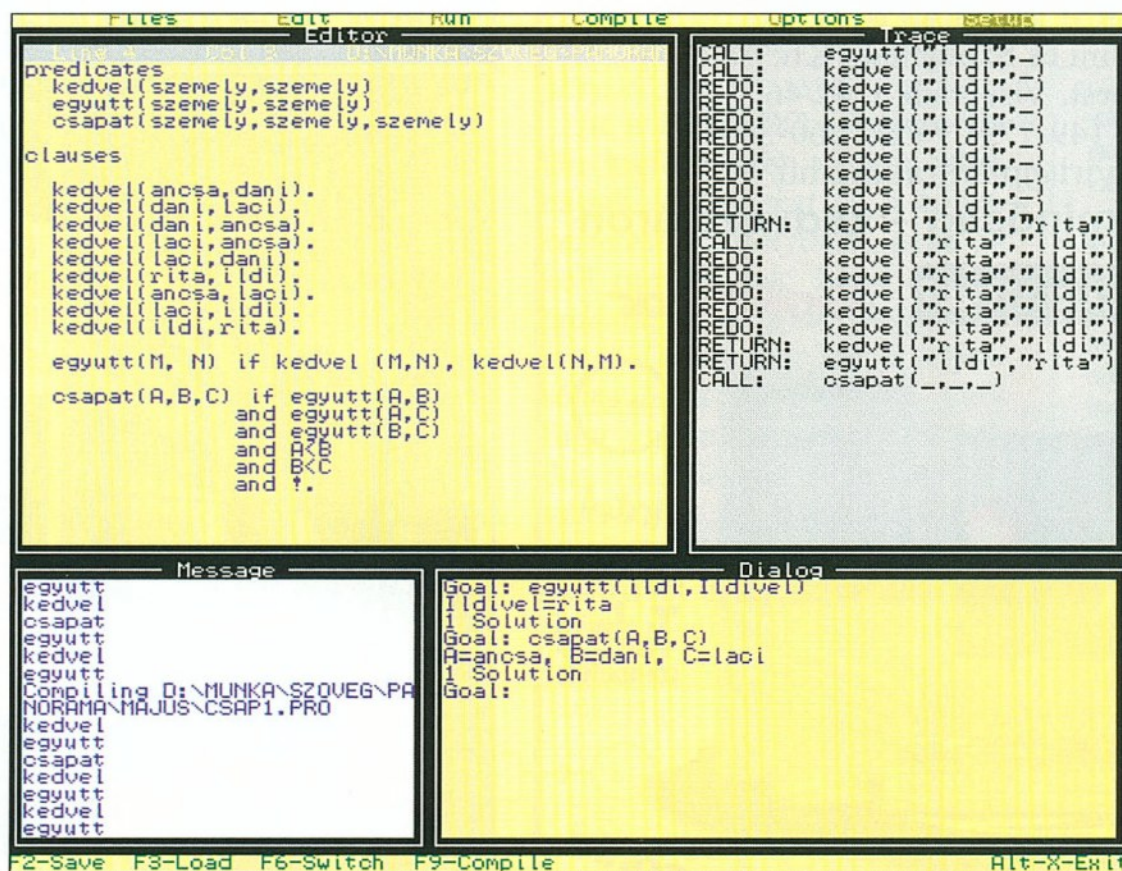 Files Edit Run Compile Options Setup
Editor
Line 4 Col 8
predicates
kedvel(szemely,szemely)
egyutt(szemely,szemely)
csapat(szemely,szemely,szemely)
clauses
kedvel(ancsa,dani).
kedvel(dani,laci).
kedvel(dani,ancsa).
kedvel(laci,ancsa).
kedvel(laci,dani).
kedvel(rita,ildi).
kedvel(ancsa,laci).
kedvel(laci,ildi).
kedvel(ildi,rita).
egyutt(M, N) if kedvel (M,N), kedvel(N,M).
csapat(A,B,C) if egyutt(A,B)
and egyutt(A,C)
and egyutt(B,C)
and A<B
and B<C
and !.
Trace
CALL: egyutt("ildi",_)
CALL: kedvel("ildi",_)
REDO: kedvel("ildi",_)
REDO: kedvel("ildi",_)
REDO: kedvel("ildi",_)
REDO: kedvel("ildi",_)
REDO: kedvel("ildi",_)
REDO: kedvel("ildi",_)
REDO: kedvel("ildi",_)
REDO: kedvel("ildi",_)
RETURN: kedvel("ildi","rita")
CALL: kedvel("rita","ildi")
REDO: kedvel("rita","ildi")
REDO: kedvel("rita","ildi")
REDO: kedvel("rita","ildi")
REDO: kedvel("rita","ildi")
REDO: kedvel("rita","ildi")
RETURN: kedvel("rita","ildi")
RETURN: egyutt("ildi","rita")
CALL: csapat(_,_,_)
Message
egyutt
kedvel
csapat
egyutt
kedvel
egyutt
Compiling D:\MUNKA\SZOVEG\PA
NORAMA\MAJUS\CSAP1.PRO
kedvel
egyutt
csapat
kedvel
egyutt
kedvel
egyutt
Dialog
Goal: egyutt(ildi,Ildivel)
Ildivel=rita
1 Solution
Goal: csapat(A,B,C)
A=ancsa, B=dani, C=laci
1 Solution
Goal:
F2-Save F3-Load F6-Switch F9-Compile Alt-X-Exit